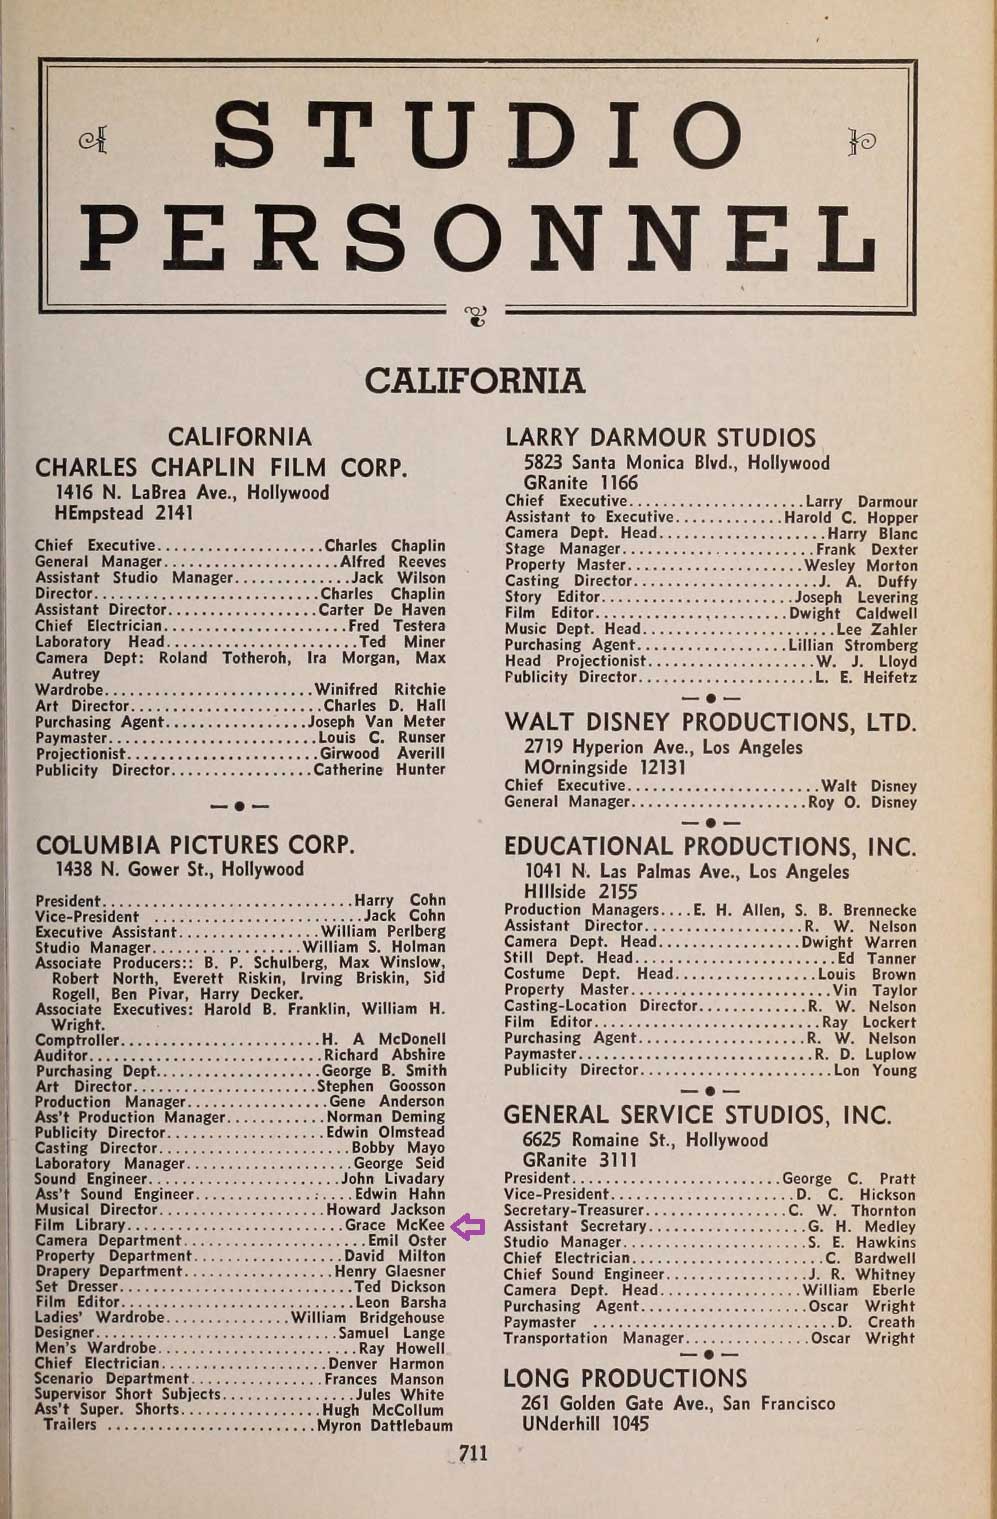 STUDIO
PERSONNEL
CALIFORNIA
CALIFORNIA
CHARLES CHAPLIN FILM CORP.
1416 N. LaBrea Ave., Hollywood
HEmpstead 2141
Chief Executive....................Charles Chaplin
General Manager.....................Alfred Reeves
Assistant Studio Manager..............Jack Wilson
Director...........................Charles Chaplin
Assistant Director..................Carter De Haven
Chief Electrician......................Fred Testera
Laboratory Head.......................Ted Miner
Camera Dept: Roland Totheroh, Ira Morgan, Max
Autrey
Wardrobe.........................Winifred Ritchie
Art Director.......................Charles D. Hall
Purchasing Agent.................Joseph Van Meter
Paymaster.........................Louis C. Runser
Projectionist.......................Girwood Averill
Publicity Director.................Catherine Hunter
COLUMBIA PICTURES CORP.
1438 N. Gower St., Hollywood
President..............................Harry Cohn
Vice-President .........................Jack Cohn
Executive Assistant.................William Perlberg
Studio Manager..................William S. Holman
Associate Producers:: B. P. Schulberg, Max Winslow,
Robert North, Everett Riskin, Irving Briskin, Sid
Rogell, Ben Pivar, Harry Decker.
Associate Executives: Harold B. Franklin, William H.
Wright.
Comptroller........................H. A McDonell
Auditor............................Richard Abshire
Purchasing Dept....................George B. Smith
Art Director......................Stephen Goosson
Production Manager.................Gene Anderson
Ass't Production Manager............Norman Deming
Publicity Director...................Edwin Olmstead
Casting Director.......................Bobby Mayo
Laboratory Manager....................George Seid
Sound Engineer.......................John Livadary
Ass't Sound Engineer...................Edwin Hahn
Musical Director....................Howard Jackson
Film Library..........................Grace McKee
Camera Department......................Emil Oster
Property Department..................David Milton
Drapery Department..................Henry Glaesner
Set Dresser............................Ted Dickson
Film Editor............................Leon Barsha
Ladies' Wardrobe...............William Bridgehouse
Designer.............................Samuel Lange
Men's Wardrobe........................Ray Howell
Chief Electrician....................Denver Harmon
Scenario Department................Frances Manson
Supervisor Short Subjects................Jules White
Ass't Super. Shorts.................Hugh McCollum
Trailers .........................Myron Dattlebaum
LARRY DARMOUR STUDIOS
5823 Santa Monica Blvd., Hollywood
GRanite 1166
Chief Executive.....................Larry Darmour
Assistant to Executive.............Harold C. Hopper
Camera Dept. Head....................Harry Blanc
Stage Manager.......................Frank Dexter
Property Master.....................Wesley Morton
Casting Director......................J. A. Duffy
Story Editor.......................Joseph Levering
Film Editor.......................Dwight Caldwell
Music Dept. Head.......................Lee Zahler
Purchasing Agent..................Lillian Stromberg
Head Projectionist....................W. J. Lloyd
Publicity Director.....................L. E. Heifetz
WALT DISNEY PRODUCTIONS, LTD.
2719 Hyperion Ave., Los Angeles
MOrningside 12131
Chief Executive.......................Walt Disney
General Manager.....................Roy O. Disney
EDUCATIONAL PRODUCTIONS, INC.
1041 N. Las Palmas Ave., Los Angeles
HIllside 2155
Production Managers....E. H. Allen, S. B. Brennecke
Assistant Director...................R. W. Nelson
Camera Dept. Head.................Dwight Warren
Still Dept. Head........................Ed Tanner
Costume Dept. Head.................Louis Brown
Property Master........................Vin Taylor
Casting-Location Director.............R. W. Nelson
Film Editor...........................Ray Lockert
Purchasing Agent....................R. W. Nelson
Paymaster............................R. D. Luplow
Publicity Director.......................Lon Young
GENERAL SERVICE STUDIOS, INC.
6625 Romaine St., Hollywood
GRanite 3111
President.........................George C. Pratt
Vice-President......................D. C. Hickson
Secretary-Treasurer.................C. W. Thornton
Assistant Secretary...................G. H. Medley
Studio Manager......................S. E. Hawkins
Chief Electrician.......................C. Bardwell
Chief Sound Engineer.................J. R. Whitney
Camera Dept. Head.................William Eberle
Purchasing Agent....................Oscar Wright
Paymaster .............................D. Creath
Transportation Manager...............Oscar Wright
LONG PRODUCTIONS
261 Golden Gate Ave., San Francisco
UNderhill 1045
711